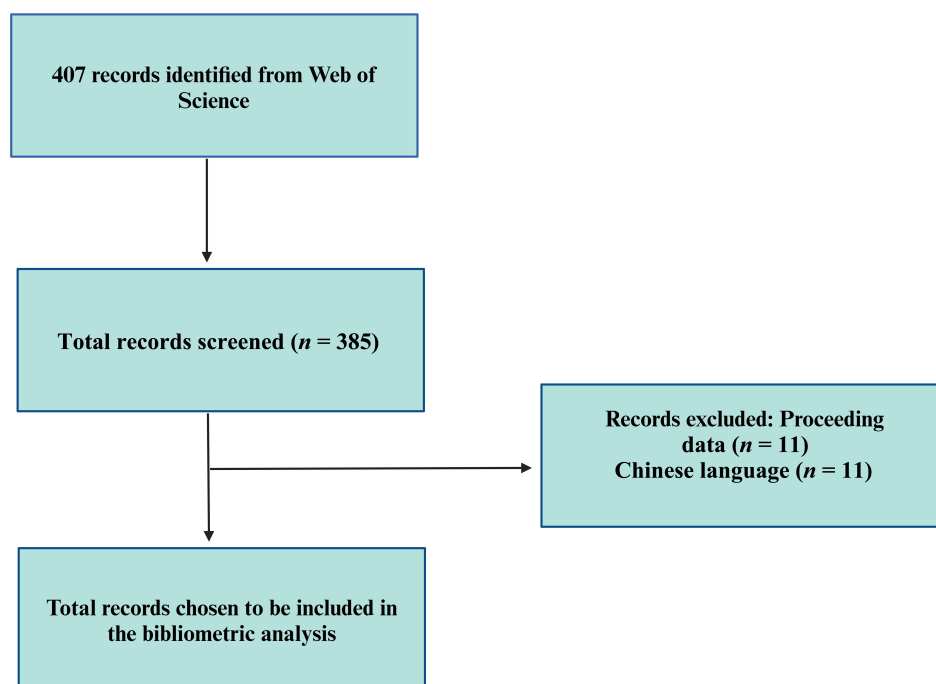 407 records identified from Web of
Science
Total records screened (n = 385)
Records excluded: Proceeding
data (n = 11)
Chinese language (n = 11)
Total records chosen to be included in
the bibliometric analysis